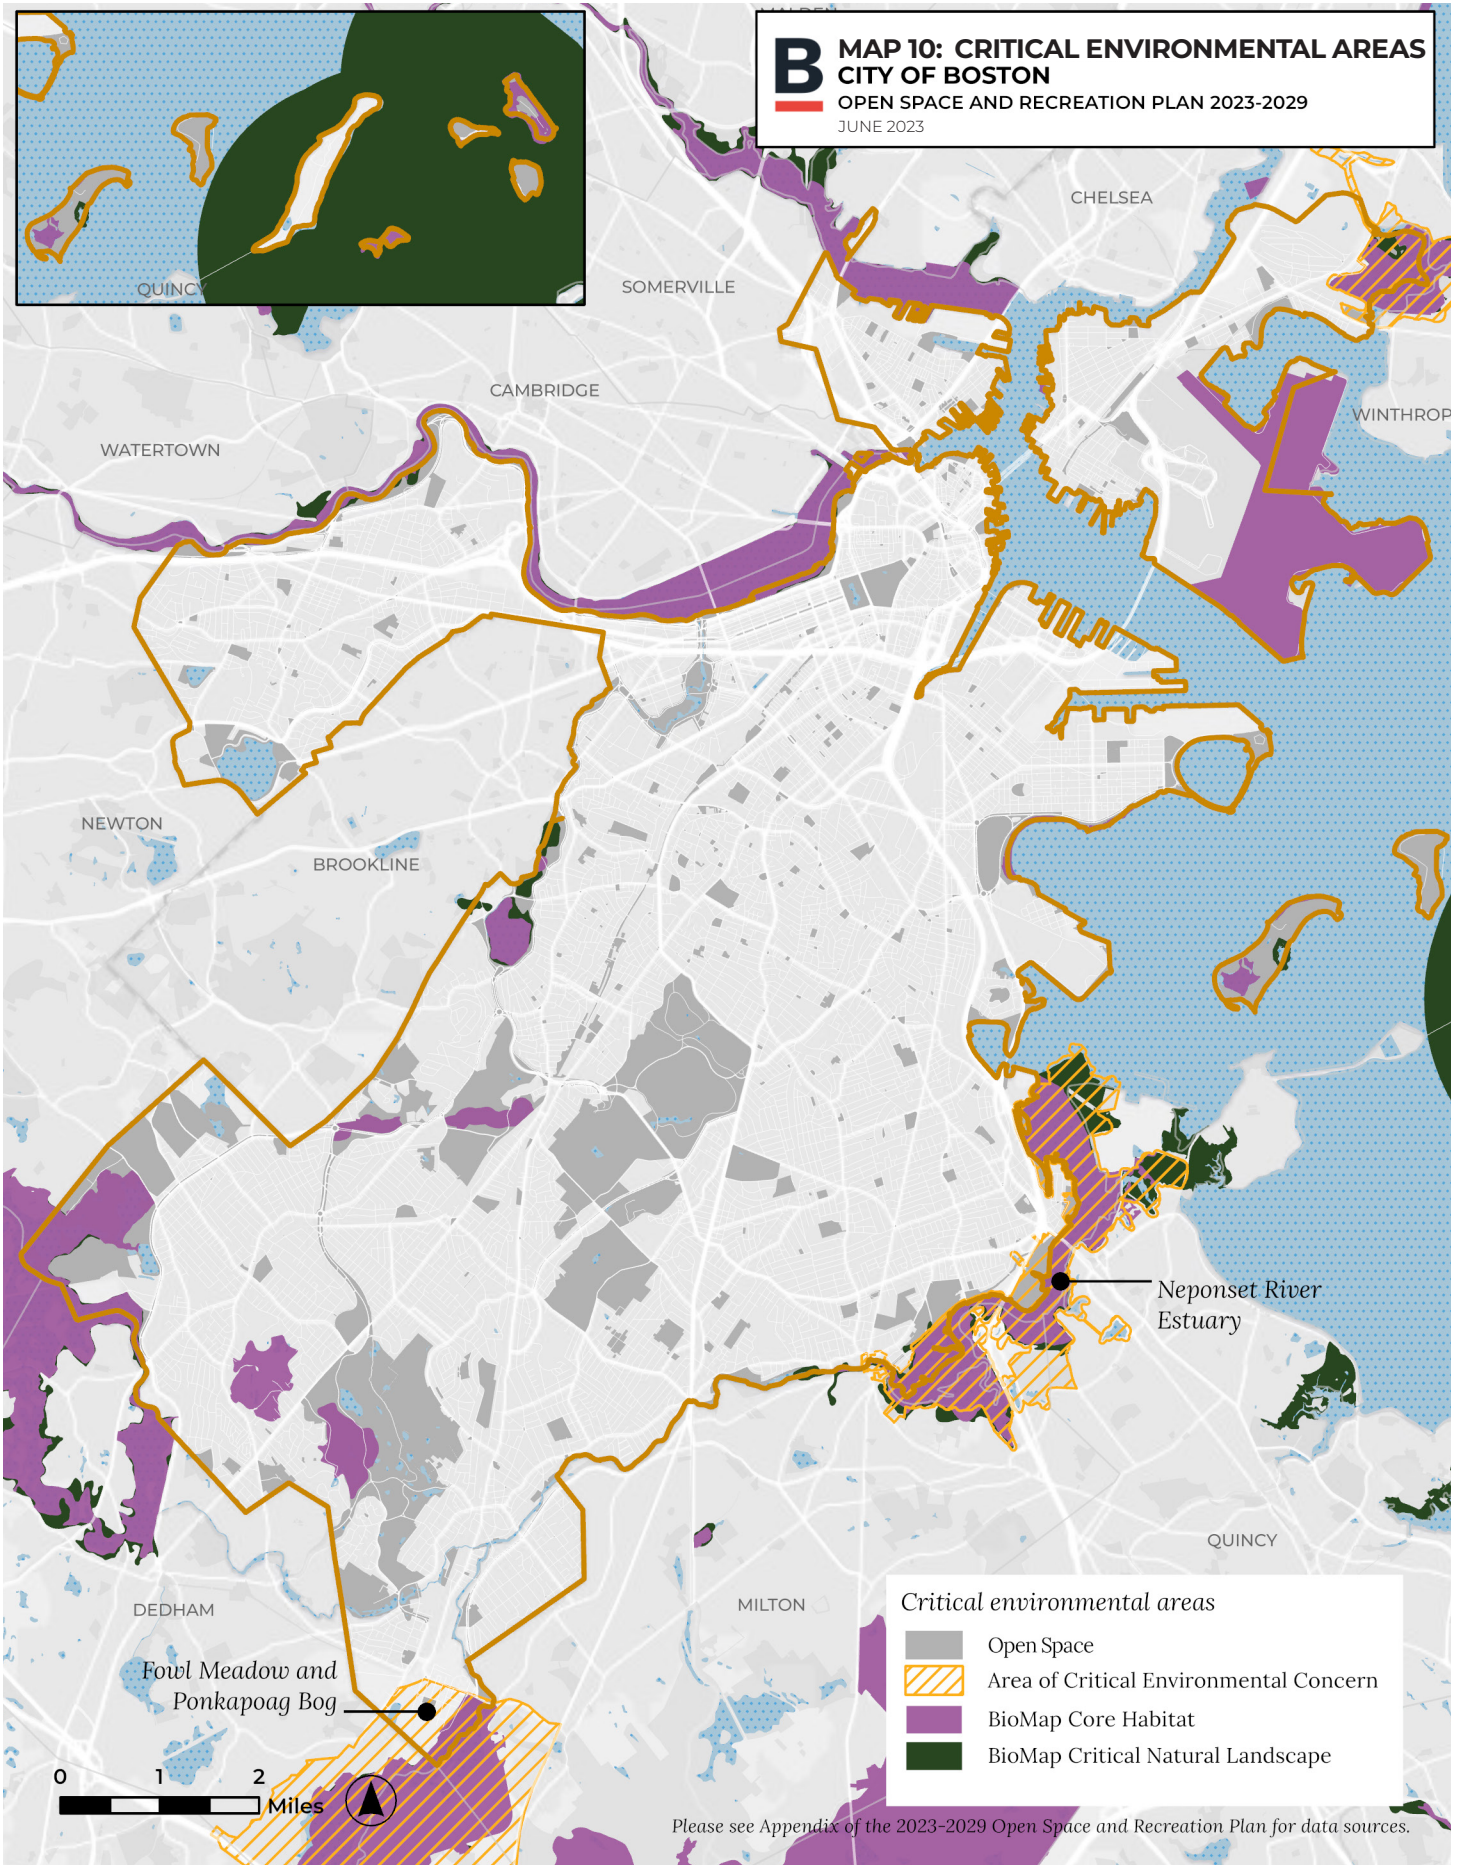 B
MAP 10: CRITICAL ENVIRONMENTAL AREAS
CITY OF BOSTON
OPEN SPACE AND RECREATION PLAN 2023-2029
JUNE 2023
MALDEN
CHELSEA
QUINCY
SOMERVILLE
CAMBRIDGE
WINTHROP
WATERTOWN
NEWTON
BROOKLINE
Neponset River
Estuary
QUINCY
DEDHAM
MILTON
Fowl Meadow and
Ponkapoag Bog
Critical environmental areas
Open Space
Area of Critical Environmental Concern
BioMap Core Habitat
BioMap Critical Natural Landscape
0 1 2
Miles
Please see Appendix of the 2023-2029 Open Space and Recreation Plan for data sources.